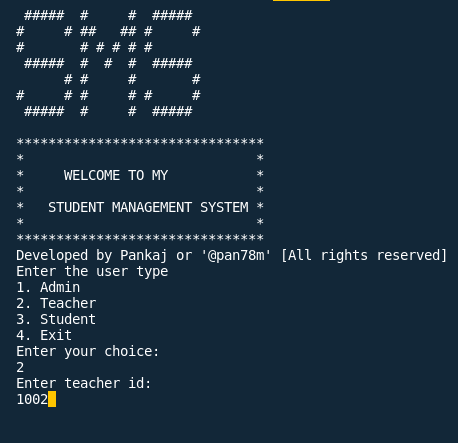 SMS
*******************************
*                             *
*     WELCOME TO MY           *
*                             *
*   STUDENT MANAGEMENT SYSTEM *
*                             *
*******************************
Developed by Pankaj or '@pan78m' [All rights reserved]
Enter the user type
1. Admin
2. Teacher
3. Student
4. Exit
Enter your choice:
2
Enter teacher id:
1002